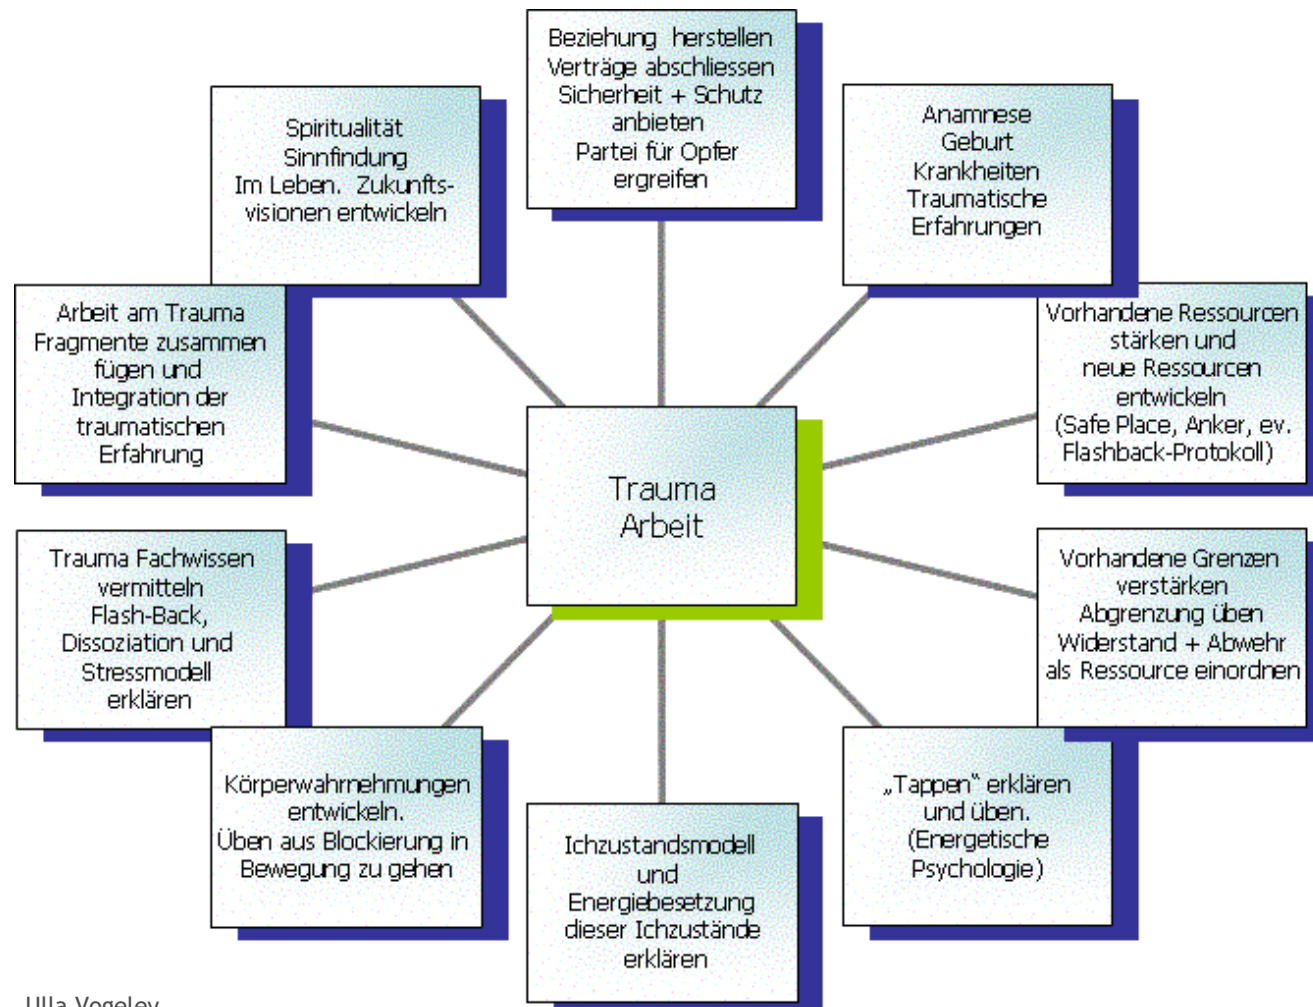 Beziehung herstellen
Verträge abschliessen
Sicherheit + Schutz
anbieten
Partei für Opfer
ergreifen
Anamnese
Geburt
Krankheiten
Traumatische
Erfahrungen
Vorhandene Ressourcen
stärken und
neue Ressourcen
entwickeln
(Safe Place, Anker, ev.
Flashback-Protokoll)
Vorhandene Grenzen
verstärken
Abgrenzung üben
Widerstand + Abwehr
als Ressource einordnen
„Tappen“ erklären
und üben.
(Energetische
Psychologie)
Ichzustandsmodell
und
Energiebesetzung
dieser Ichzustände
erklären
Körperwahrnehmungen
entwickeln.
Üben aus Blockierung in
Bewegung zu gehen
Trauma Fachwissen
vermitteln
Flash-Back,
Dissoziation und
Stressmodell
erklären
Arbeit am Trauma
Fragmente zusammen
fügen und
Integration der
traumatischen
Erfahrung
Spiritualität
Sinnfindung
Im Leben. Zukunfts-
visionen entwickeln
Trauma
Arbeit
Ulla Vogeley